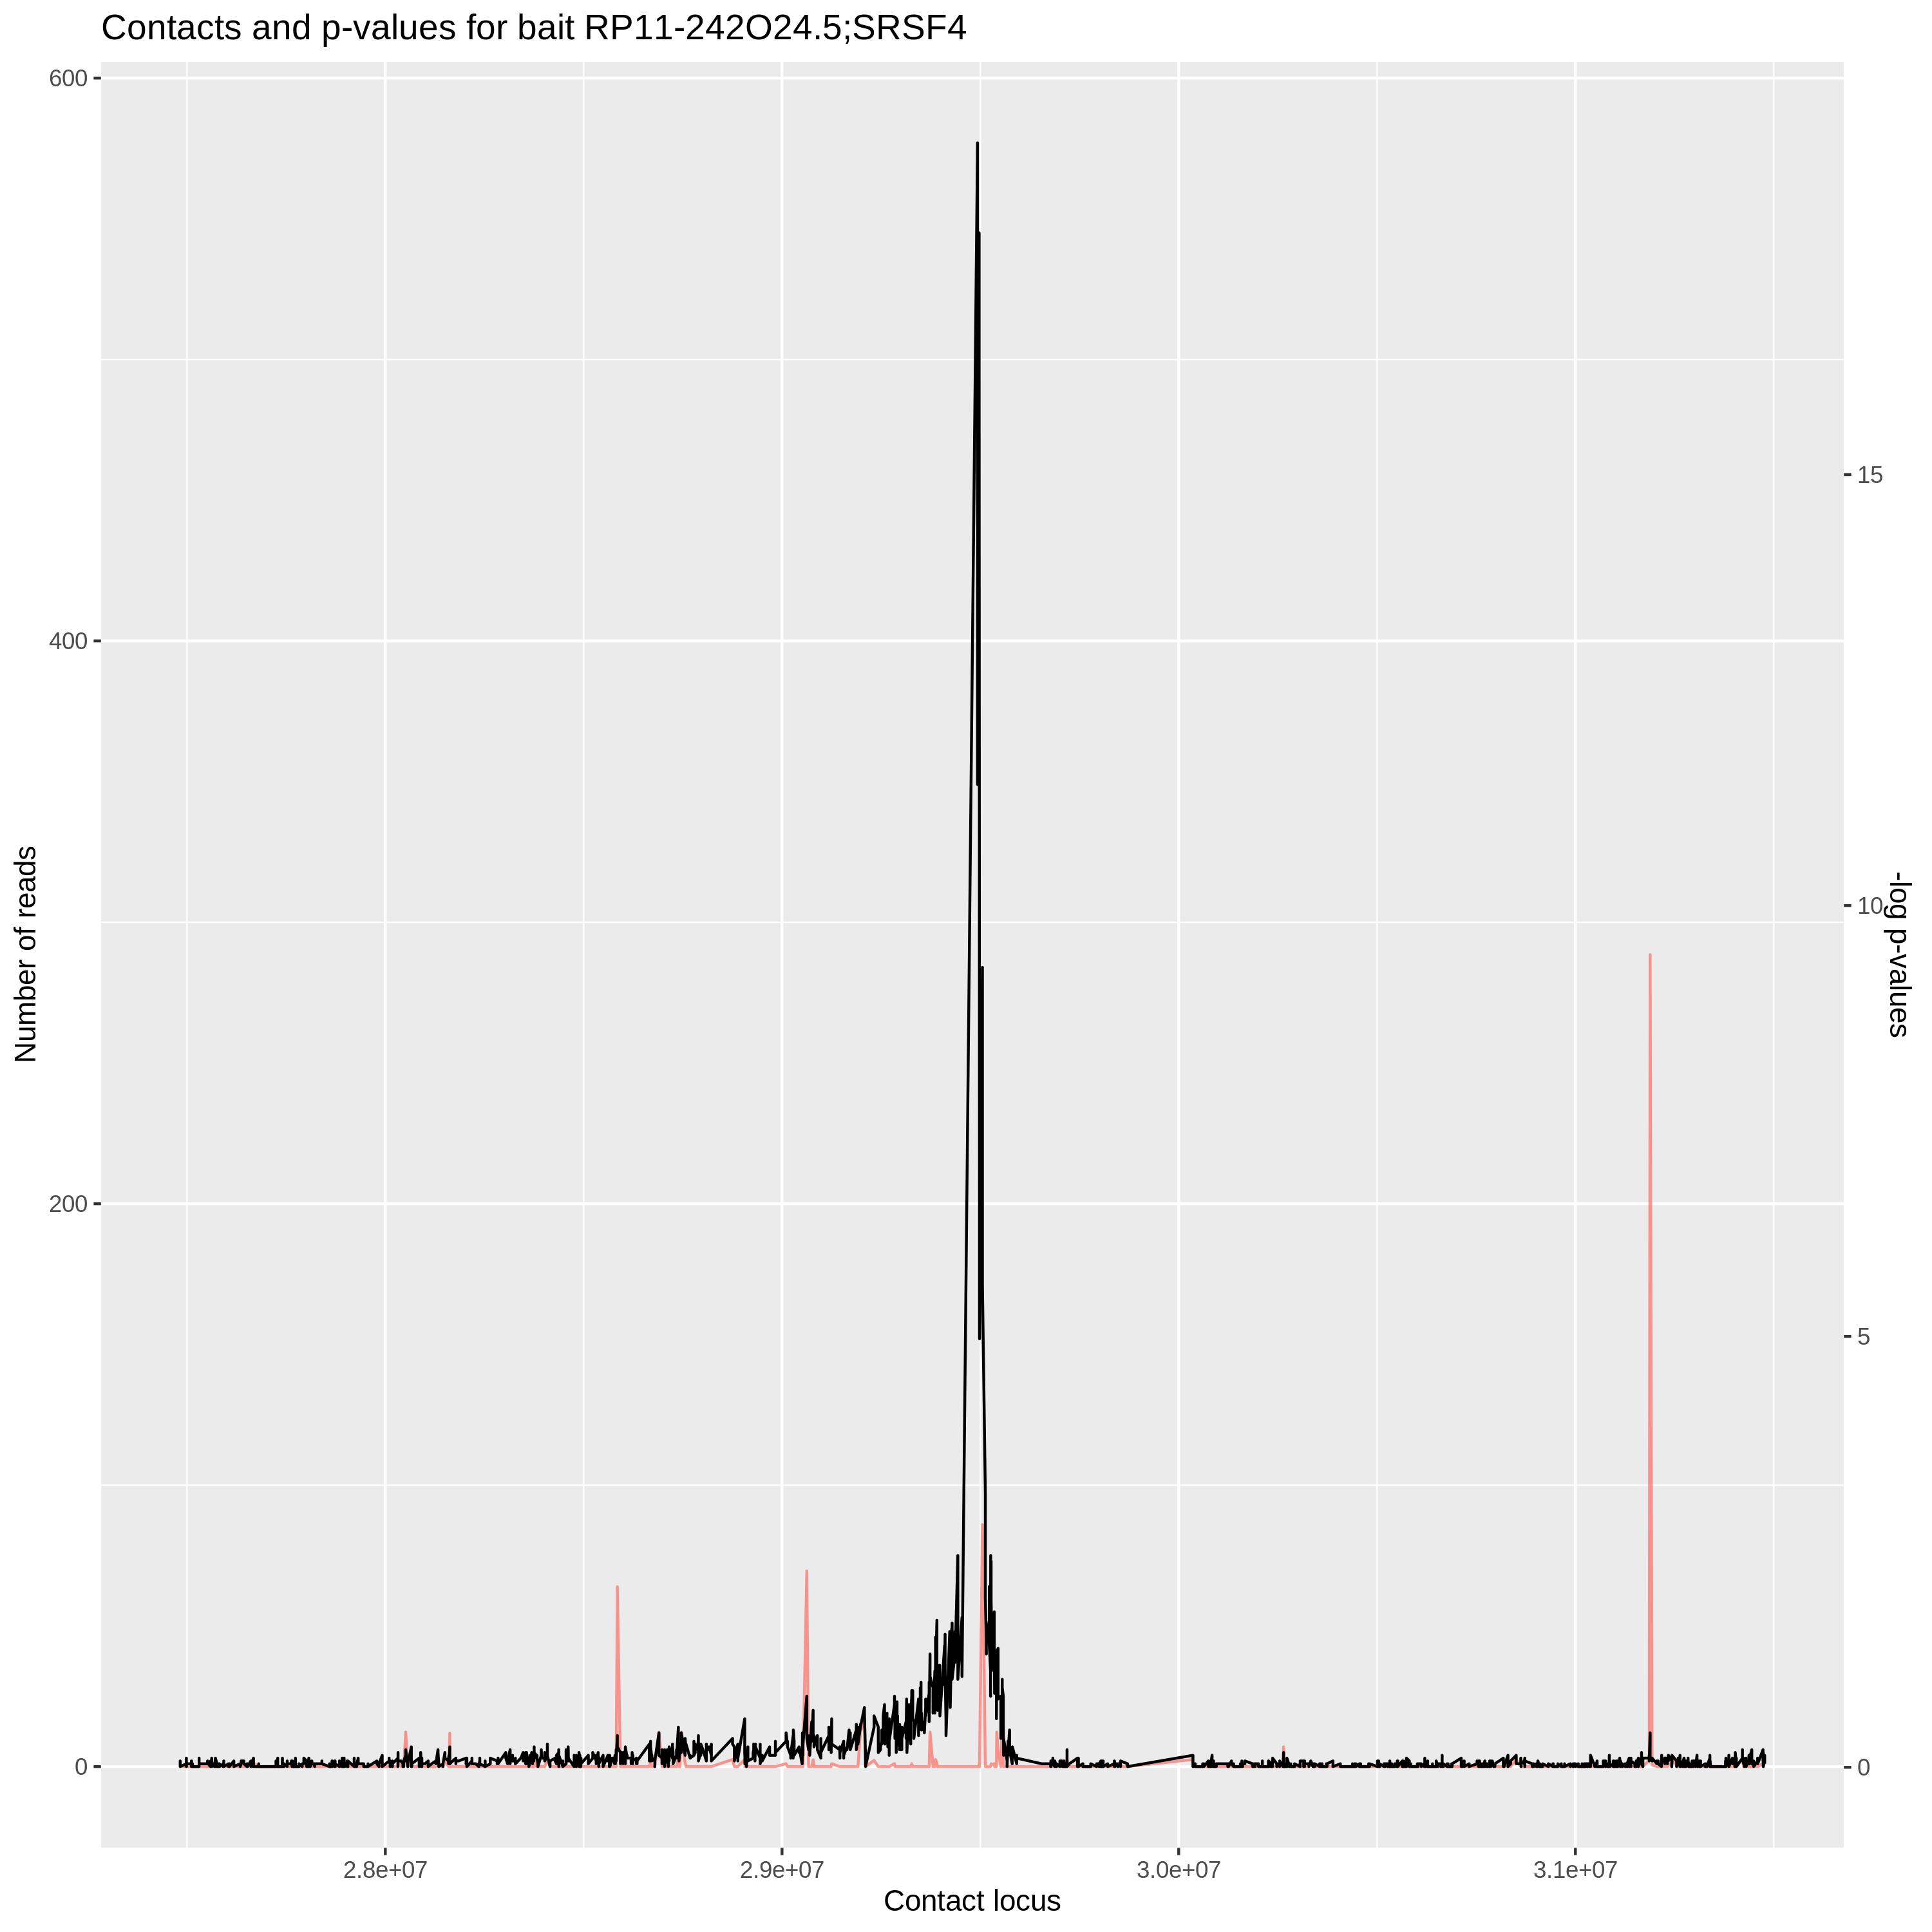 Contacts and p-values for bait RP11-242O24.5;SRSF4
600
400
200
0
Number of reads
15
10
5
0
-log p-values
2.8e+07 2.9e+07 3.0e+07 3.1e+07
Contact locus